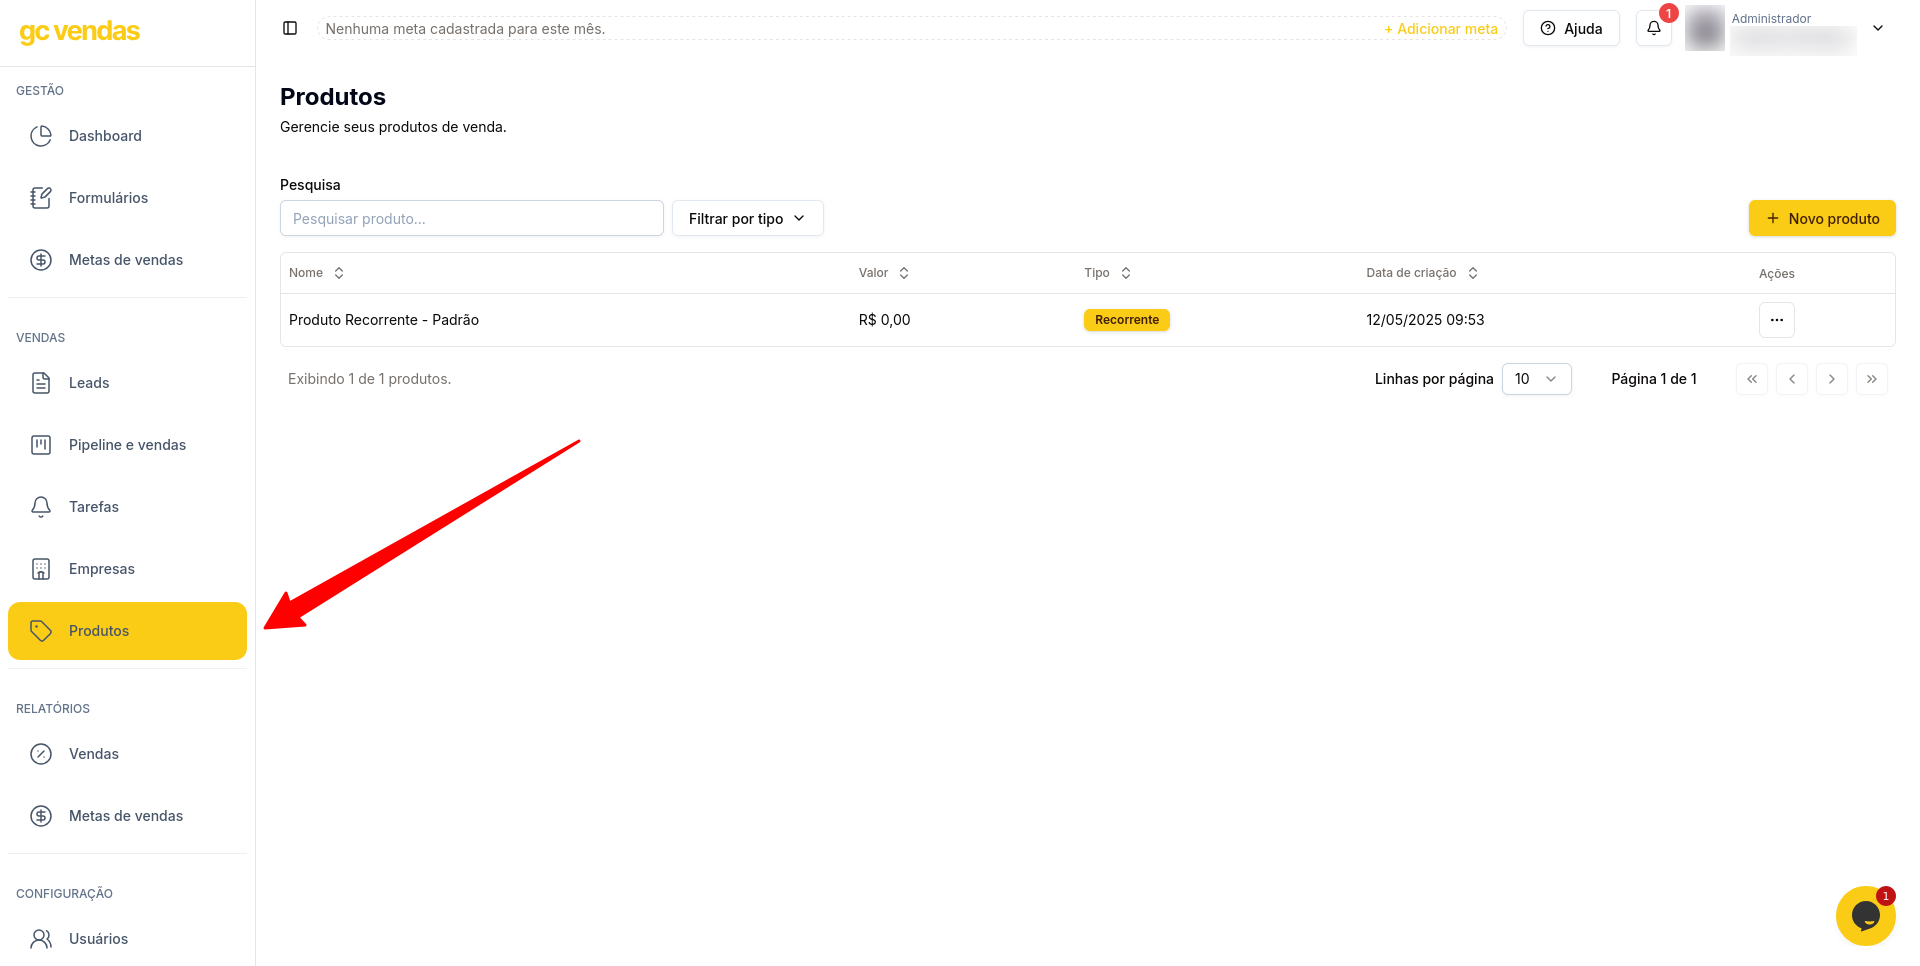 gc vendas
GESTÃO
Dashboard
Formulários
Metas de vendas
VENDAS
Leads
Pipeline e vendas
Tarefas
Empresas
Produtos
RELATÓRIOS
Vendas
Metas de vendas
CONFIGURAÇÃO
Usuários
Nenhuma meta cadastrada para este mês. + Adicionar meta
Ajuda
1
Administrador
Produtos
Gerencie seus produtos de venda.
Pesquisa
Pesquisar produto...
Filtrar por tipo
+ Novo produto
Nome Valor Tipo Data de criação Ações
Produto Recorrente - Padrão R$ 0,00 Recorrente 12/05/2025 09:53 ...
Exibindo 1 de 1 produtos.
Linhas por página 10 Página 1 de 1
1